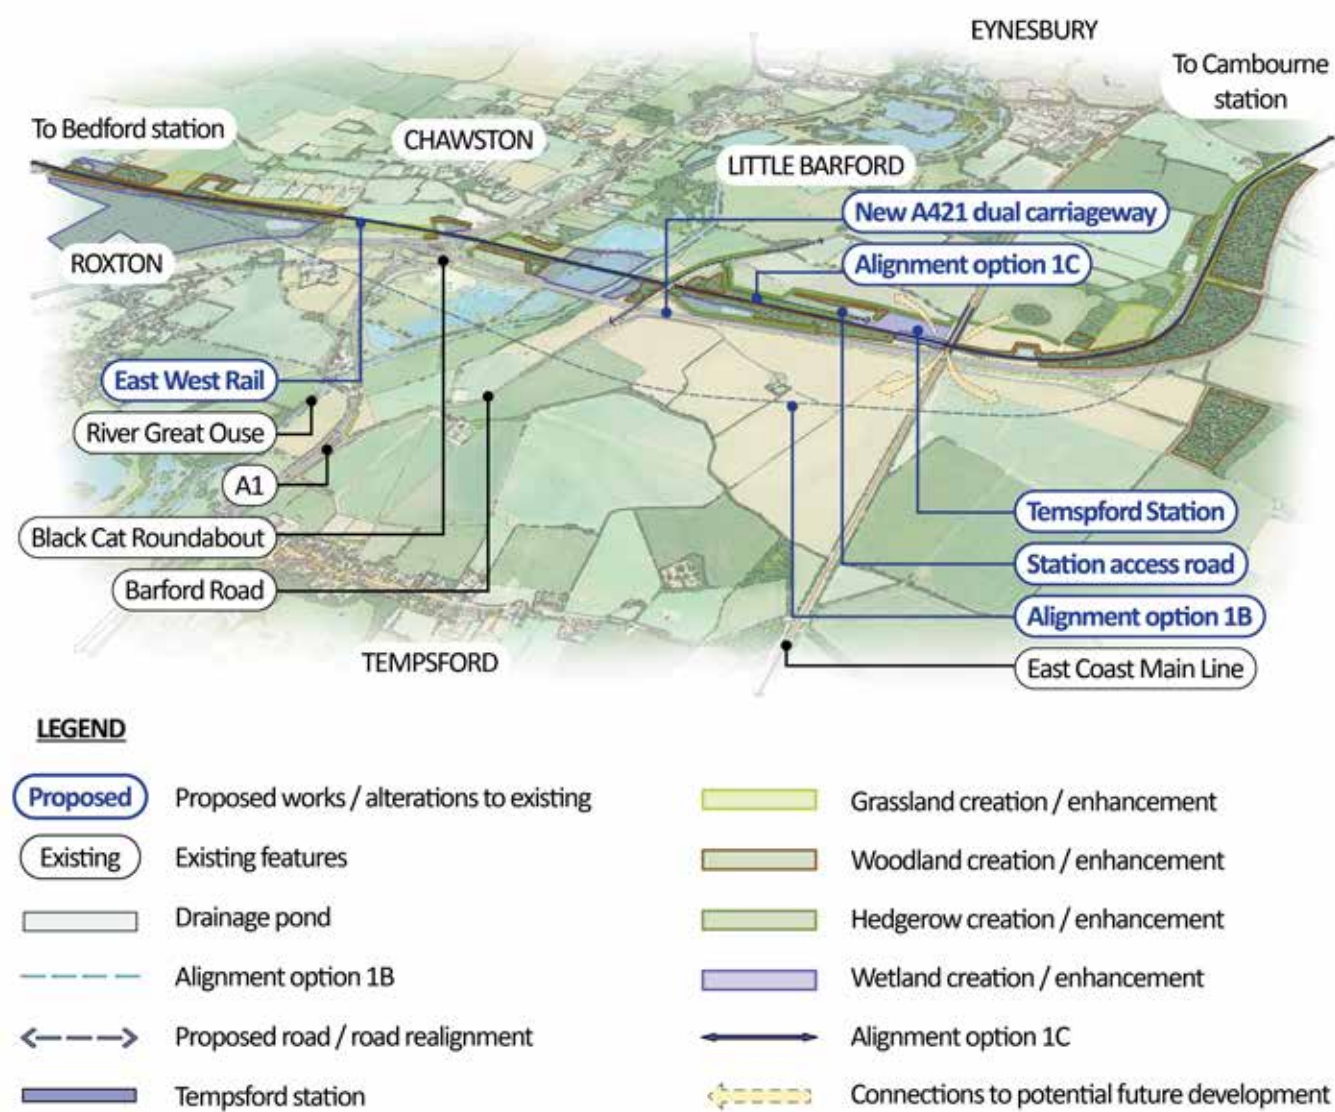 EYNESBURY
To Cambourne
station
To Bedford station
CHAWSTON
LITTLE BARFORD
New A421 dual carriageway
Alignment option 1C
ROXTON
East West Rail
River Great Ouse
A1
Black Cat Roundabout
Barford Road
Temspford Station
Station access road
Alignment option 1B
East Coast Main Line
TEMPSFORD
LEGEND
Proposed Proposed works / alterations to existing
Existing Existing features
Drainage pond
Alignment option 1B
Proposed road / road realignment
Tempsford station
Grassland creation / enhancement
Woodland creation / enhancement
Hedgerow creation / enhancement
Wetland creation / enhancement
Alignment option 1C
Connections to potential future development